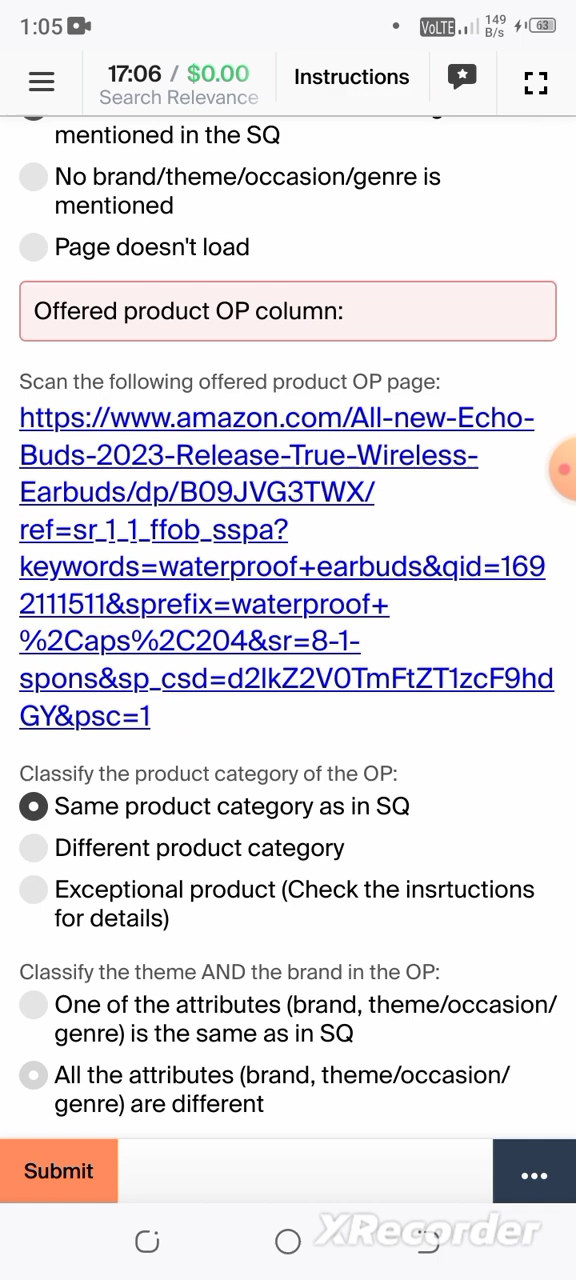 1:05
VoLTE
149
B/s
63
17:06 / $0.00
Search Relevance
Instructions
mentioned in the SQ
No brand/theme/occasion/genre is
mentioned
Page doesn't load
Offered product OP column:
Scan the following offered product OP page:
https://www.amazon.com/All-new-Echo-
Buds-2023-Release-True-Wireless-
Earbuds/dp/B09JVG3TWX/
ref=sr_1_1_ffob_sspa?
keywords=waterproof+earbuds&qid=169
2111511&sprefix=waterproof+
%2Caps%2C204&sr=8-1-
spons&sp_csd=d2lkZ2V0TmFtZT1zcF9hd
GY&psc=1
Classify the product category of the OP:
Same product category as in SQ
Different product category
Exceptional product (Check the insrtuctions
for details)
Classify the theme AND the brand in the OP:
One of the attributes (brand, theme/occasion/
genre) is the same as in SQ
All the attributes (brand, theme/occasion/
genre) are different
Submit
...
XRecorder